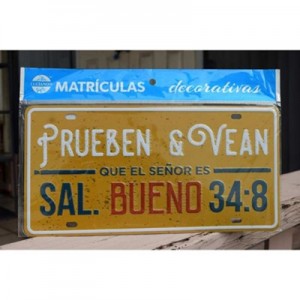 MATRÍCULAS decorativas
PRUEBEN & VEAN
QUE EL SEÑOR ES
SAL. BUENO 34:8